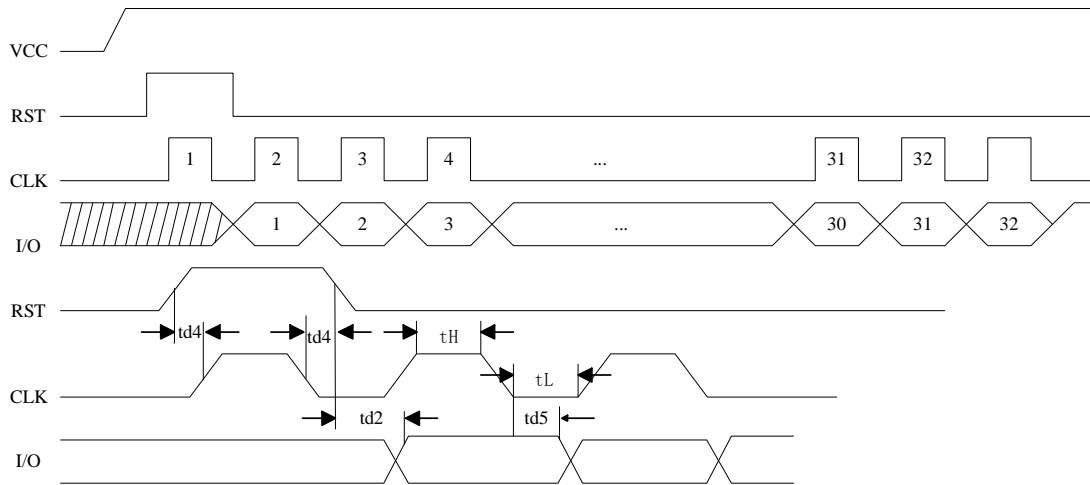 VCC
RST
1 2 3 4 ... 31 32
CLK
1 2 3 ... 30 31 32
I/O
RST
td4 td4 tH
CLK
tL
td2 td5
I/O